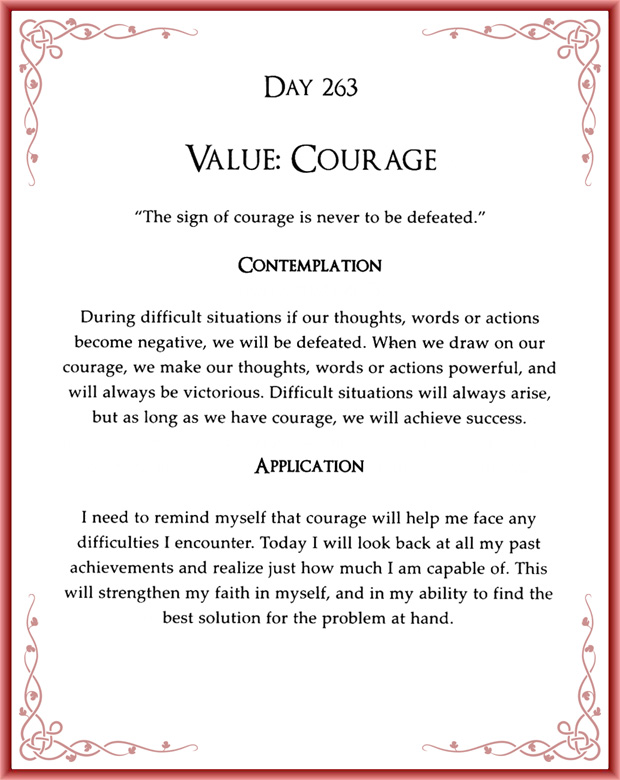 Day 263
Value: Courage
“The sign of courage is never to be defeated.”
Contemplation
During difficult situations if our thoughts, words or actions
become negative, we will be defeated. When we draw on our
courage, we make our thoughts, words or actions powerful, and
will always be victorious. Difficult situations will always arise,
but as long as we have courage, we will achieve success.
Application
I need to remind myself that courage will help me face any
difficulties I encounter. Today I will look back at all my past
achievements and realize just how much I am capable of. This
will strengthen my faith in myself, and in my ability to find the
best solution for the problem at hand.